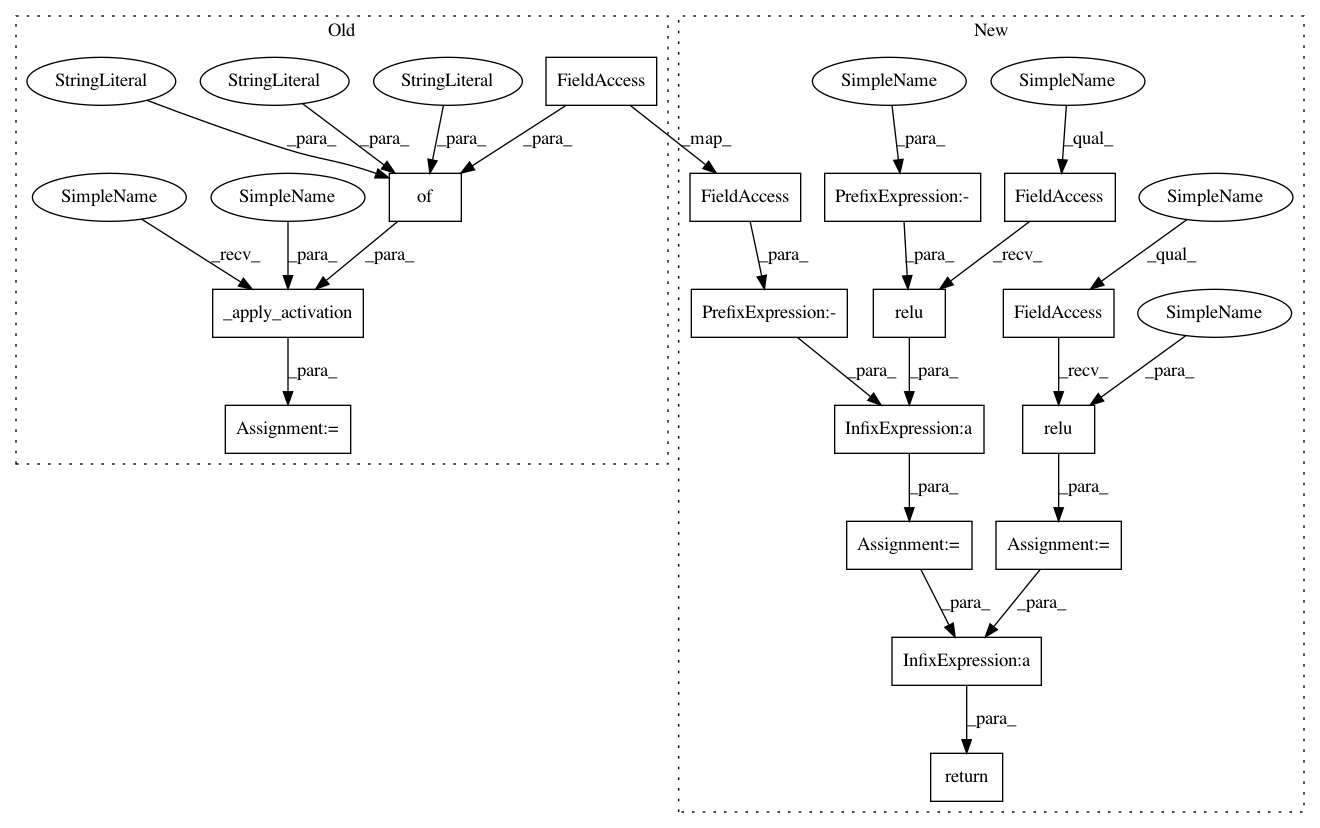 Old
New
StringLiteral
StringLiteral
StringLiteral
FieldAccess
SimpleName
SimpleName
_para_
_para_
_para_
_para_
_map_
_para_
_qual_
SimpleName
SimpleName
of
FieldAccess
PrefixExpression:-
FieldAccess
SimpleName
_recv_
_para_
_para_
_para_
_para_
_recv_
_qual_
_apply_activation
PrefixExpression:-
relu
FieldAccess
SimpleName
_para_
_para_
_para_
_recv_
_para_
Assignment:=
InfixExpression:a
relu
_para_
_para_
Assignment:=
Assignment:=
_para_
_para_
InfixExpression:a
_para_
return